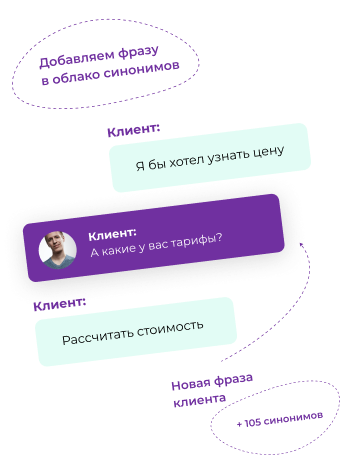 Добавляем фразу
в облако синонимов
Клиент:
Я бы хотел узнать цену
Клиент:
А какие у вас тарифы?
Клиент:
Рассчитать стоимость
Новая фраза
клиента
+ 105 синонимов